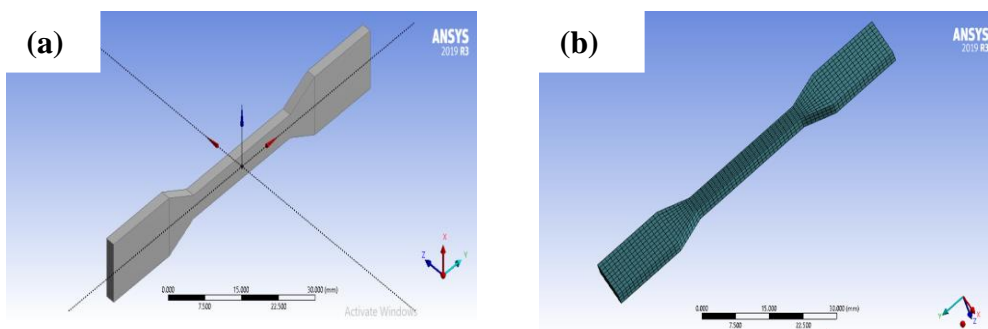 (a)
ANSYS
2019 R3
X
Z
Y
0.000
15.000
30.000 (mm)
7.500
22.500
Activate Windows
(b)
ANSYS
2019 R3
0.000
15.000
30.000 (mm)
7.500
22.500
Y
X
Z